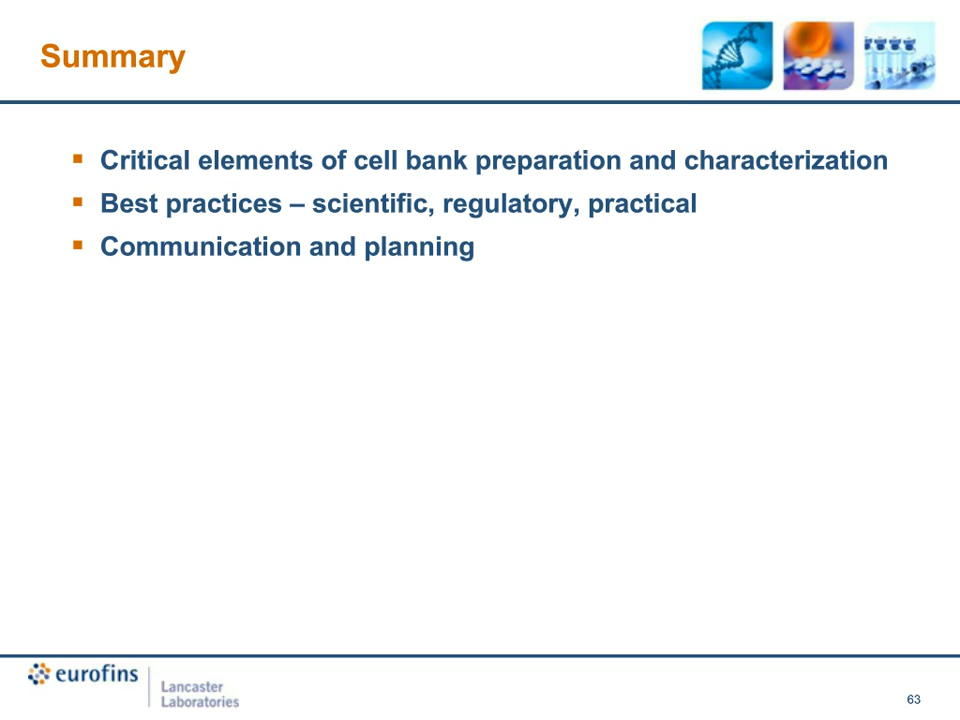 Summary
▪ Critical elements of cell bank preparation and characterization
▪ Best practices – scientific, regulatory, practical
▪ Communication and planning
eurofins
Lancaster
Laboratories
63